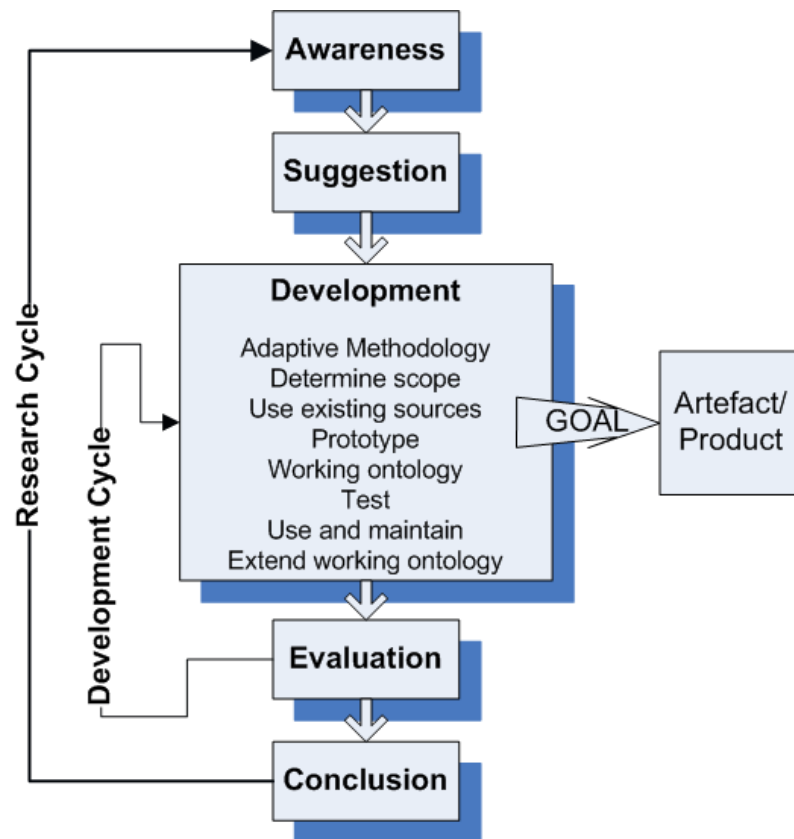 Awareness
Suggestion
Development
Adaptive Methodology
Determine scope
Use existing sources
Prototype
Working ontology
Test
Use and maintain
Extend working ontology
GOAL
Artefact/
Product
Research Cycle
Development Cycle
Evaluation
Conclusion